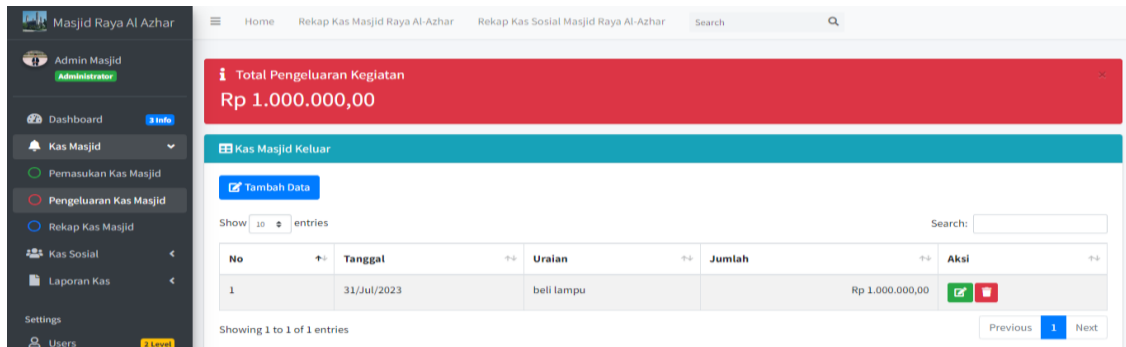 Masjid Raya Al Azhar
Home Rekap Kas Masjid Raya Al-Azhar Rekap Kas Sosial Masjid Raya Al-Azhar Search
Admin Masjid
Administrator
Dashboard 3 Info
Kas Masjid
Pemasukan Kas Masjid
Pengeluaran Kas Masjid
Rekap Kas Masjid
Kas Sosial
Laporan Kas
Settings
Users 2 Level
Total Pengeluaran Kegiatan ×
Rp 1.000.000,00
Kas Masjid Keluar
Tambah Data
Show 10 entries Search:
No Tanggal Uraian Jumlah Aksi
1 31/Jul/2023 beli lampu Rp 1.000.000,00
Showing 1 to 1 of 1 entries Previous 1 Next